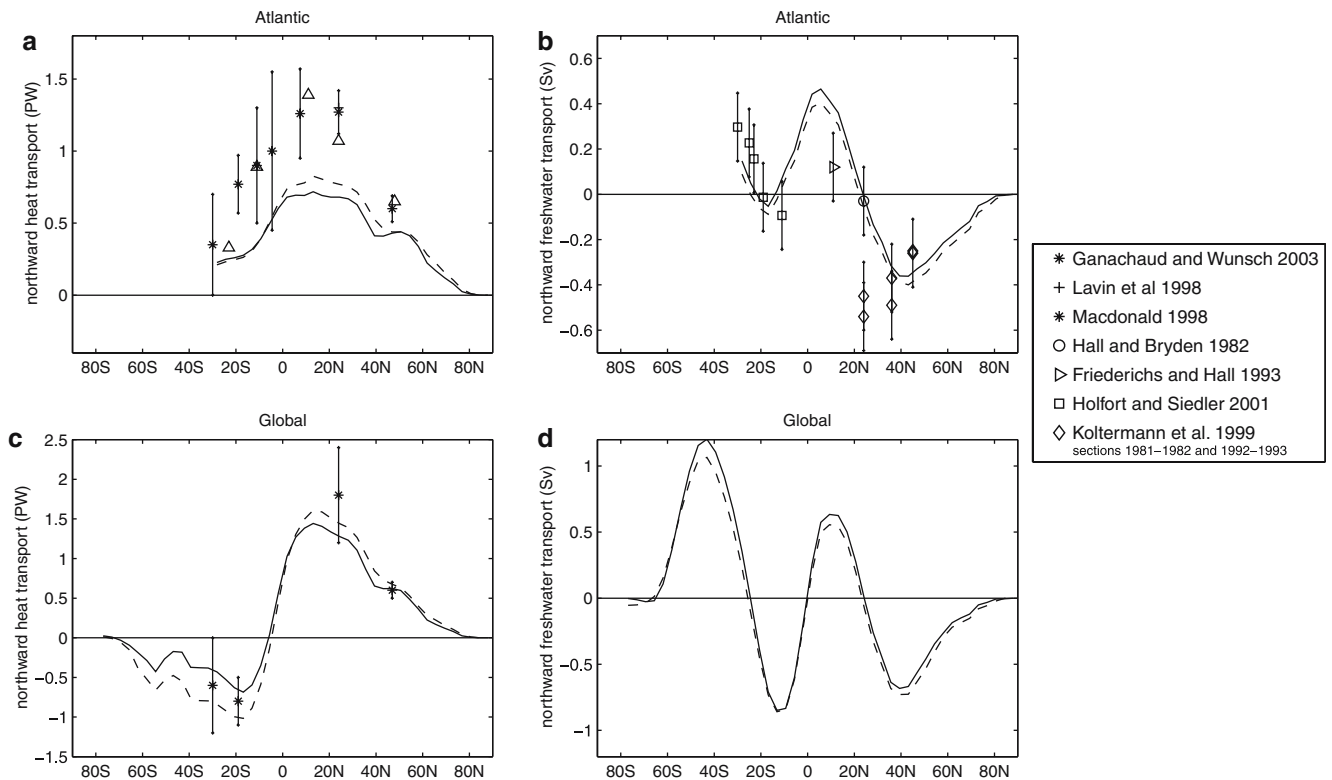 Atlantic
a
northward heat transport (PW)
1.5
1
0.5
0
80S 60S 40S 20S 0 20N 40N 60N 80N
Atlantic
b
northward freshwater transport (Sv)
0.6
0.4
0.2
0
−0.2
−0.4
−0.6
80S 60S 40S 20S 0 20N 40N 60N 80N
Ganachaud and Wunsch 2003
Lavin et al 1998
Macdonald 1998
Hall and Bryden 1982
Friederichs and Hall 1993
Holfort and Siedler 2001
Koltermann et al. 1999
sections 1981–1982 and 1992–1993
Global
c
northward heat transport (PW)
2.5
2
1.5
1
0.5
0
−0.5
−1
−1.5
80S 60S 40S 20S 0 20N 40N 60N 80N
Global
d
northward freshwater transport (Sv)
1
0.5
0
−0.5
−1
80S 60S 40S 20S 0 20N 40N 60N 80N